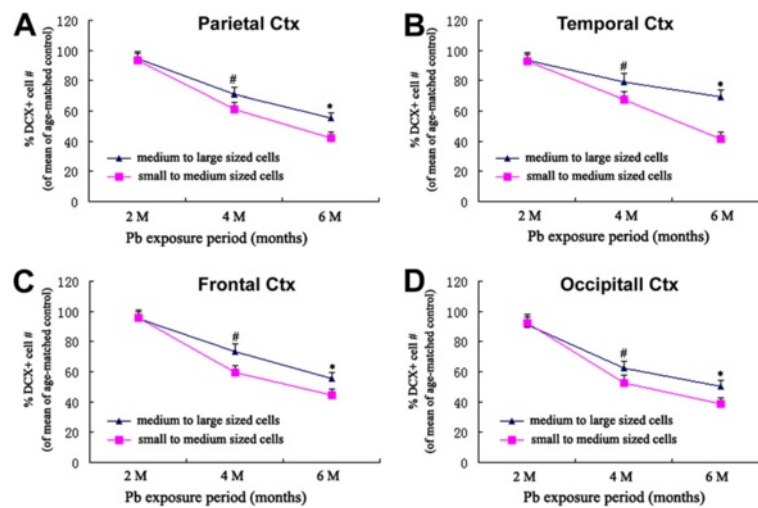 A
Parietal Ctx
% DCX+ cell #
(of mean of age-matched control)
120
100
80
60
40
20
0
#
*
medium to large sized cells
small to medium sized cells
2 M 4 M 6 M
Pb exposure period (months)
B
Temporal Ctx
% DCX+ cell #
(of mean of age-matched control)
120
100
80
60
40
20
0
#
*
medium to large sized cells
small to medium sized cells
2 M 4 M 6 M
Pb exposure period (months)
C
Frontal Ctx
% DCX+ cell #
(of mean of age-matched control)
120
100
80
60
40
20
0
#
*
medium to large sized cells
small to medium sized cells
2 M 4 M 6 M
Pb exposure period (months)
D
Occipitall Ctx
% DCX+ cell #
(of mean of age-matched control)
120
100
80
60
40
20
0
#
*
medium to large sized cells
small to medium sized cells
2 M 4 M 6 M
Pb exposure period (months)